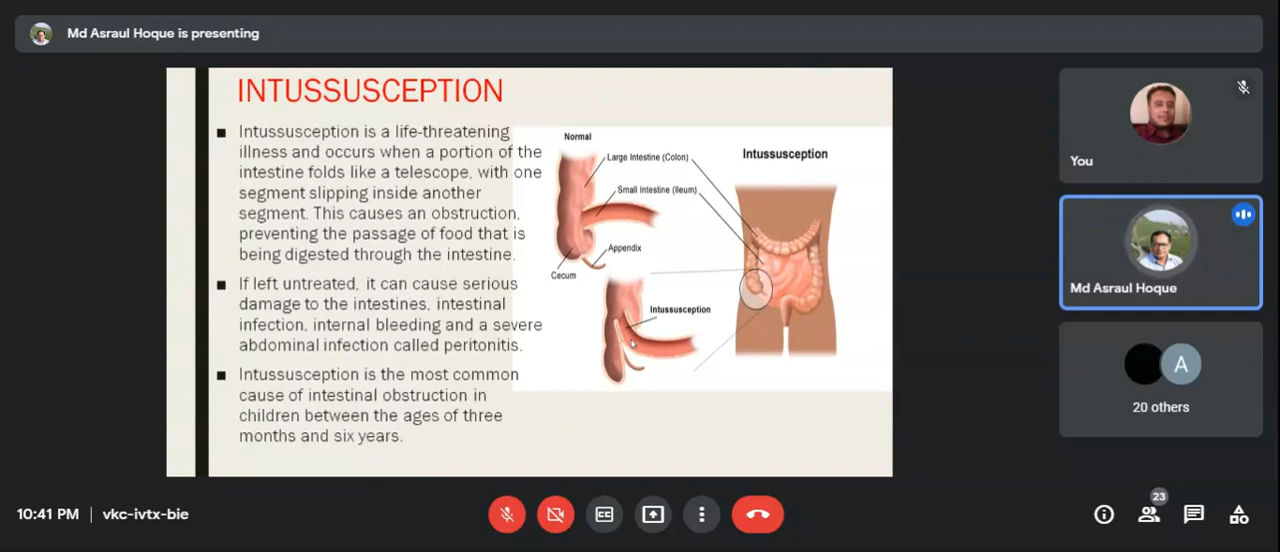 Md Asraul Hoque is presenting
INTUSSUSCEPTION
Intussusception is a life-threatening
illness and occurs when a portion of the
intestine folds like a telescope, with one
segment slipping inside another
segment. This causes an obstruction,
preventing the passage of food that is
being digested through the intestine.
If left untreated, it can cause serious
damage to the intestines, intestinal
infection, internal bleeding and a severe
abdominal infection called peritonitis.
Intussusception is the most common
cause of intestinal obstruction in
children between the ages of three
months and six years.
Normal
Large Intestine (Colon)
Small Intestine (Ileum)
Appendix
Cecum
Intussusception
Intussusception
You
Md Asraul Hoque
A
20 others
10:41 PM | vkc-ivtx-bie
CC
23